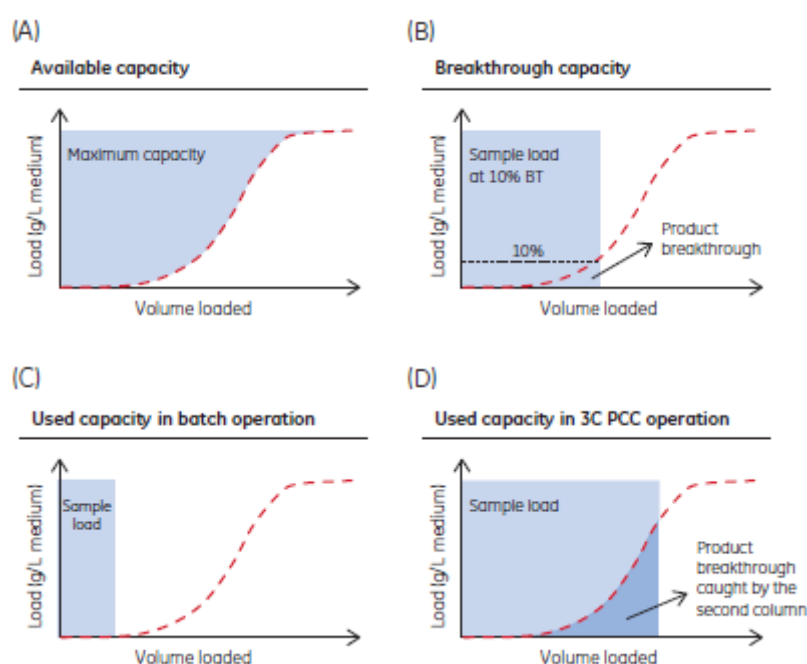 (A)
Available capacity
Load (g/L medium)
Maximum capacity
Volume loaded
(B)
Breakthrough capacity
Load (g/L medium)
Sample load
at 10% BT
10%
Product
breakthrough
Volume loaded
(C)
Used capacity in batch operation
Load (g/L medium)
Sample
load
Volume loaded
(D)
Used capacity in 3C PCC operation
Load (g/L medium)
Sample load
Product
breakthrough
caught by the
second column
Volume loaded